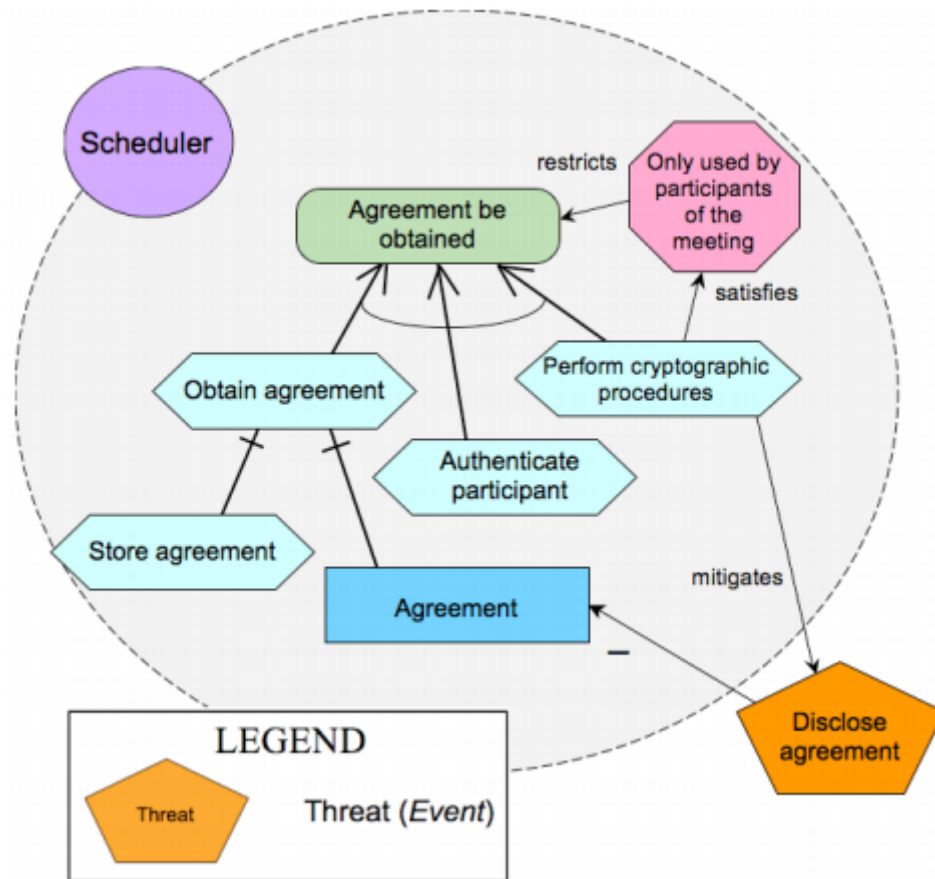 Scheduler
restricts
Only used by
participants
of the
meeting
Agreement be
obtained
satisfies
Obtain agreement
Perform cryptographic
procedures
Authenticate
participant
Store agreement
mitigates
Agreement
–
Disclose
agreement
LEGEND
Threat
Threat (Event)